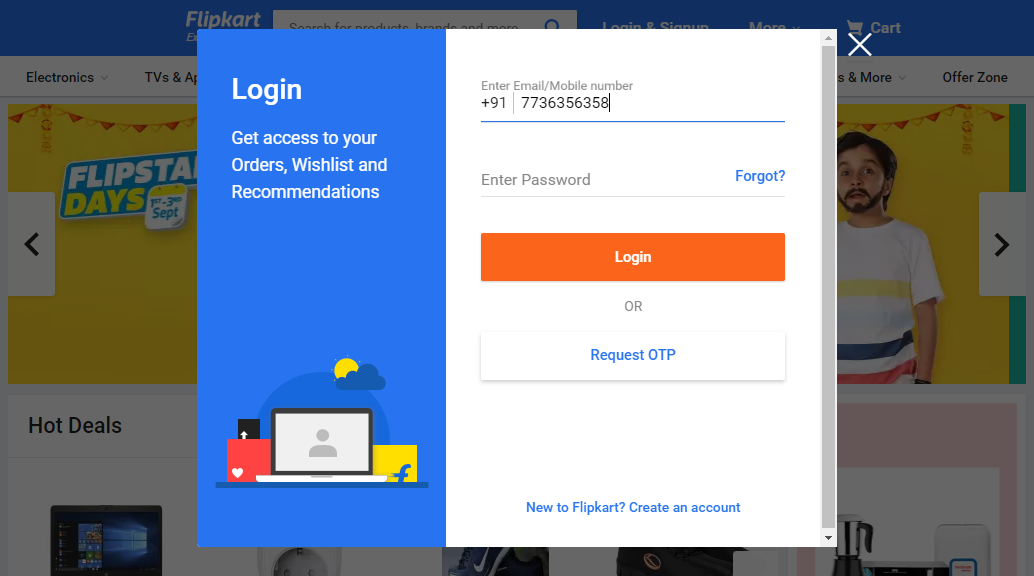 Flipkart
Search for products, brands and more
Login & Signup
More
Cart
Electronics
TVs &
s & More
Offer Zone
Login
Get access to your
Orders, Wishlist and
Recommendations
Enter Email/Mobile number
+91 7736356358
Enter Password
Forgot?
Login
OR
Request OTP
New to Flipkart? Create an account
FLIPSTA
DAYS
1ST-3RD
Sept
Hot Deals